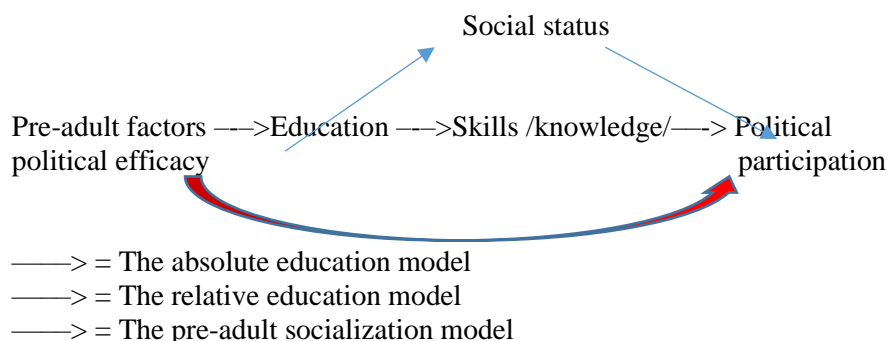 Social status
Pre-adult factors –-–>Education –-–>Skills /knowledge/–—-> Political
political efficacy participation
———> = The absolute education model
———> = The relative education model
———> = The pre-adult socialization model